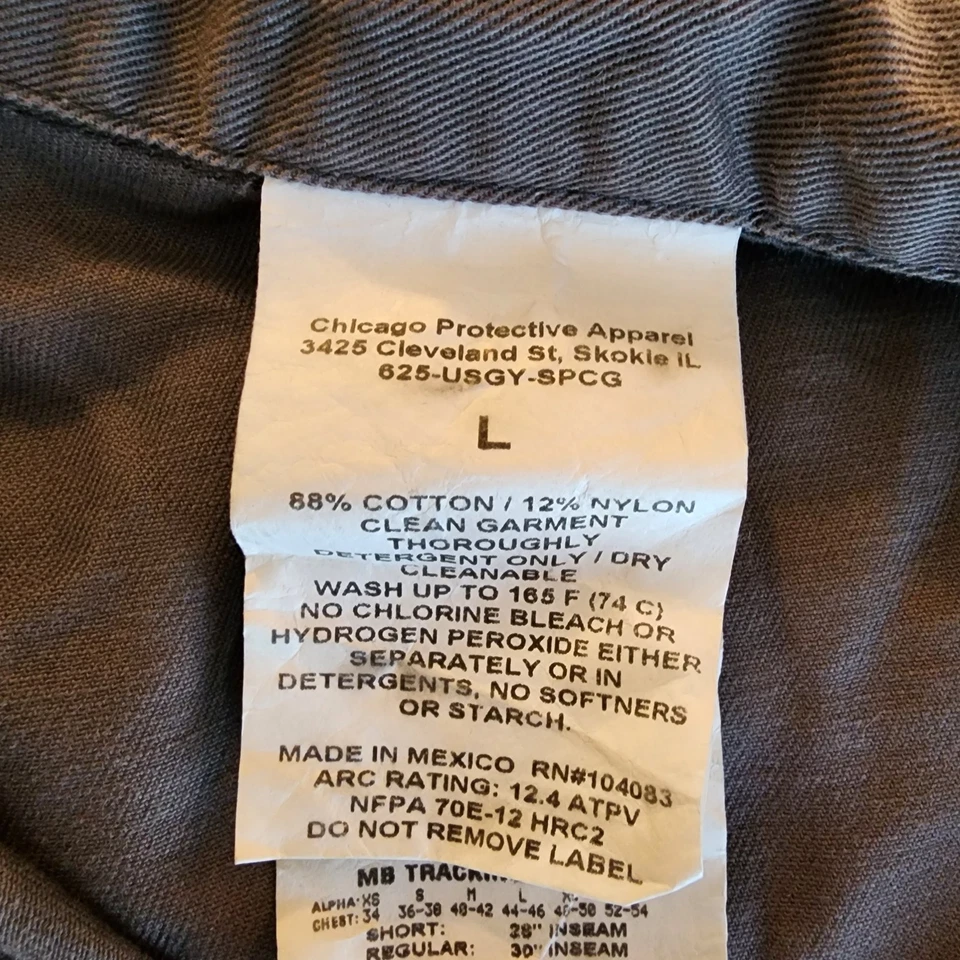 Chicago Protective Apparel
3425 Cleveland St, Skokie IL
625-USGY-SPCG
L
88% COTTON / 12% NYLON
CLEAN GARMENT
THOROUGHLY
DETERGENT ONLY / DRY
CLEANABLE
WASH UP TO 165 F (74 C)
NO CHLORINE BLEACH OR
HYDROGEN PEROXIDE EITHER
SEPARATELY OR IN
DETERGENTS, NO SOFTNERS
OR STARCH.
MADE IN MEXICO RN#104083
ARC RATING: 12.4 ATPV
NFPA 70E-12 HRC2
DO NOT REMOVE LABEL
MB
ALPHA: XS S M L
CHEST: 34 36-38 40-42 44-46 46-50 52-54
SHORT: 28" INSEAM
REGULAR: 30" INSEAM